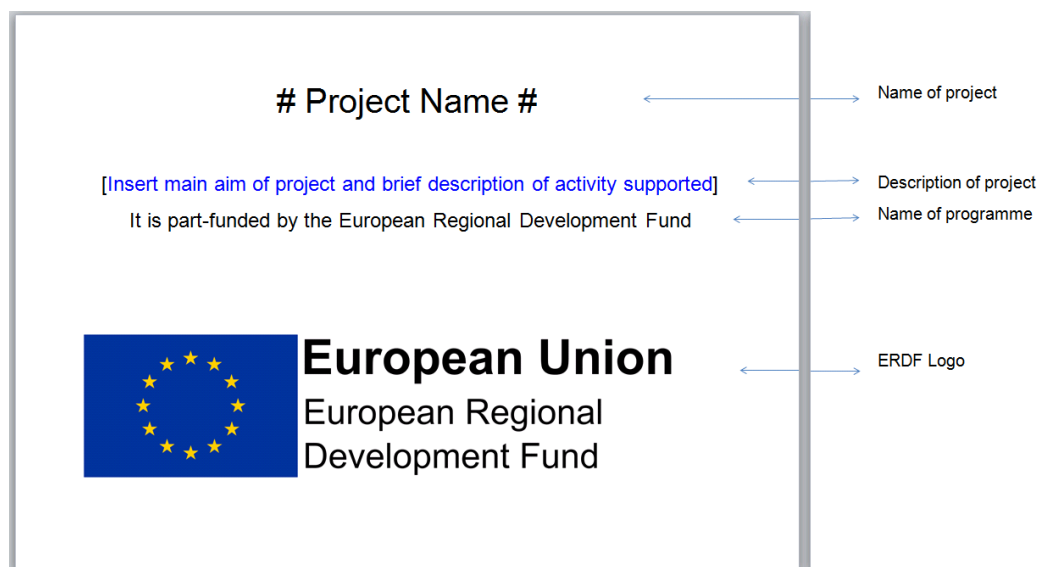 # Project Name #
Name of project
[Insert main aim of project and brief description of activity supported]
Description of project
It is part-funded by the European Regional Development Fund
Name of programme
European Union
European Regional
Development Fund
ERDF Logo